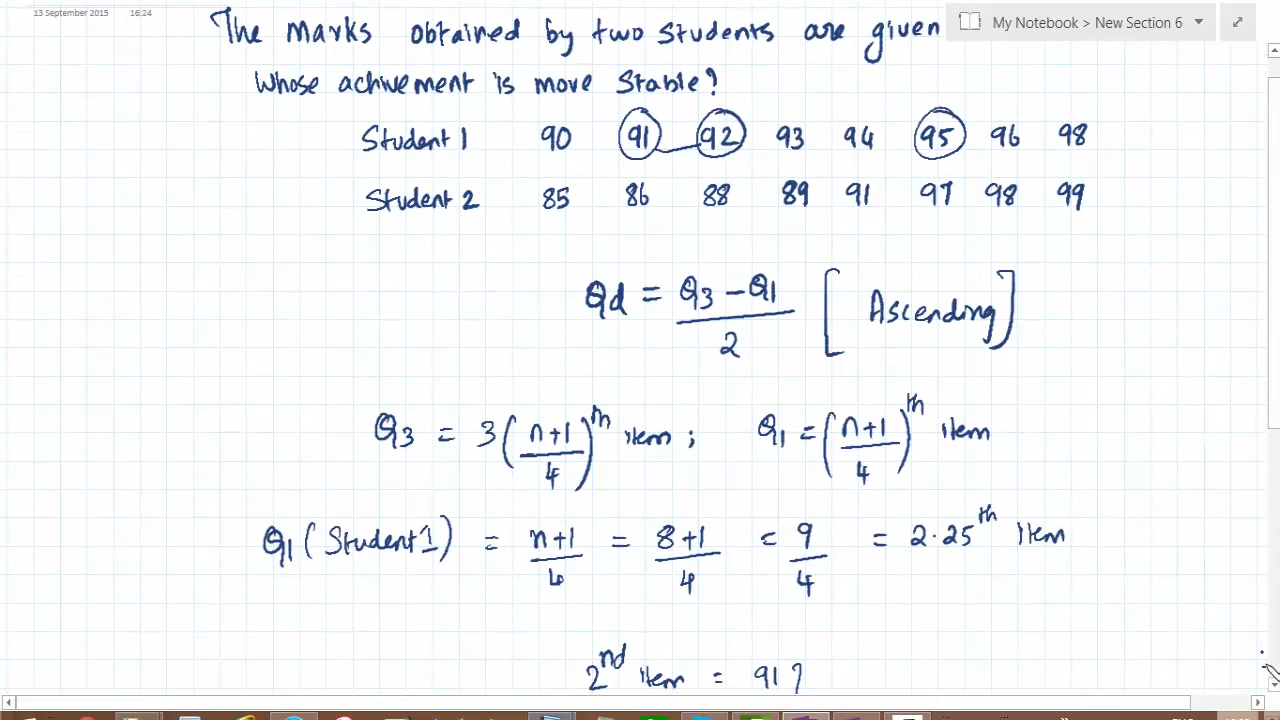 13 September 2015 16:24
My Notebook > New Section 6
The Marks obtained by two students are given
Whose achivement is move Stable?
Student 1 90 91 92 93 94 95 96 98
Student 2 85 86 88 89 91 97 98 99
Qd = Q3 - Q1 / 2 [Ascending]
Q3 = 3(n+1/4)th item ; Q1 = (n+1/4)th item
Q1 (Student 1) = n+1/4 = 8+1/4 = 9/4 = 2.25th Item
2nd item = 91 ?